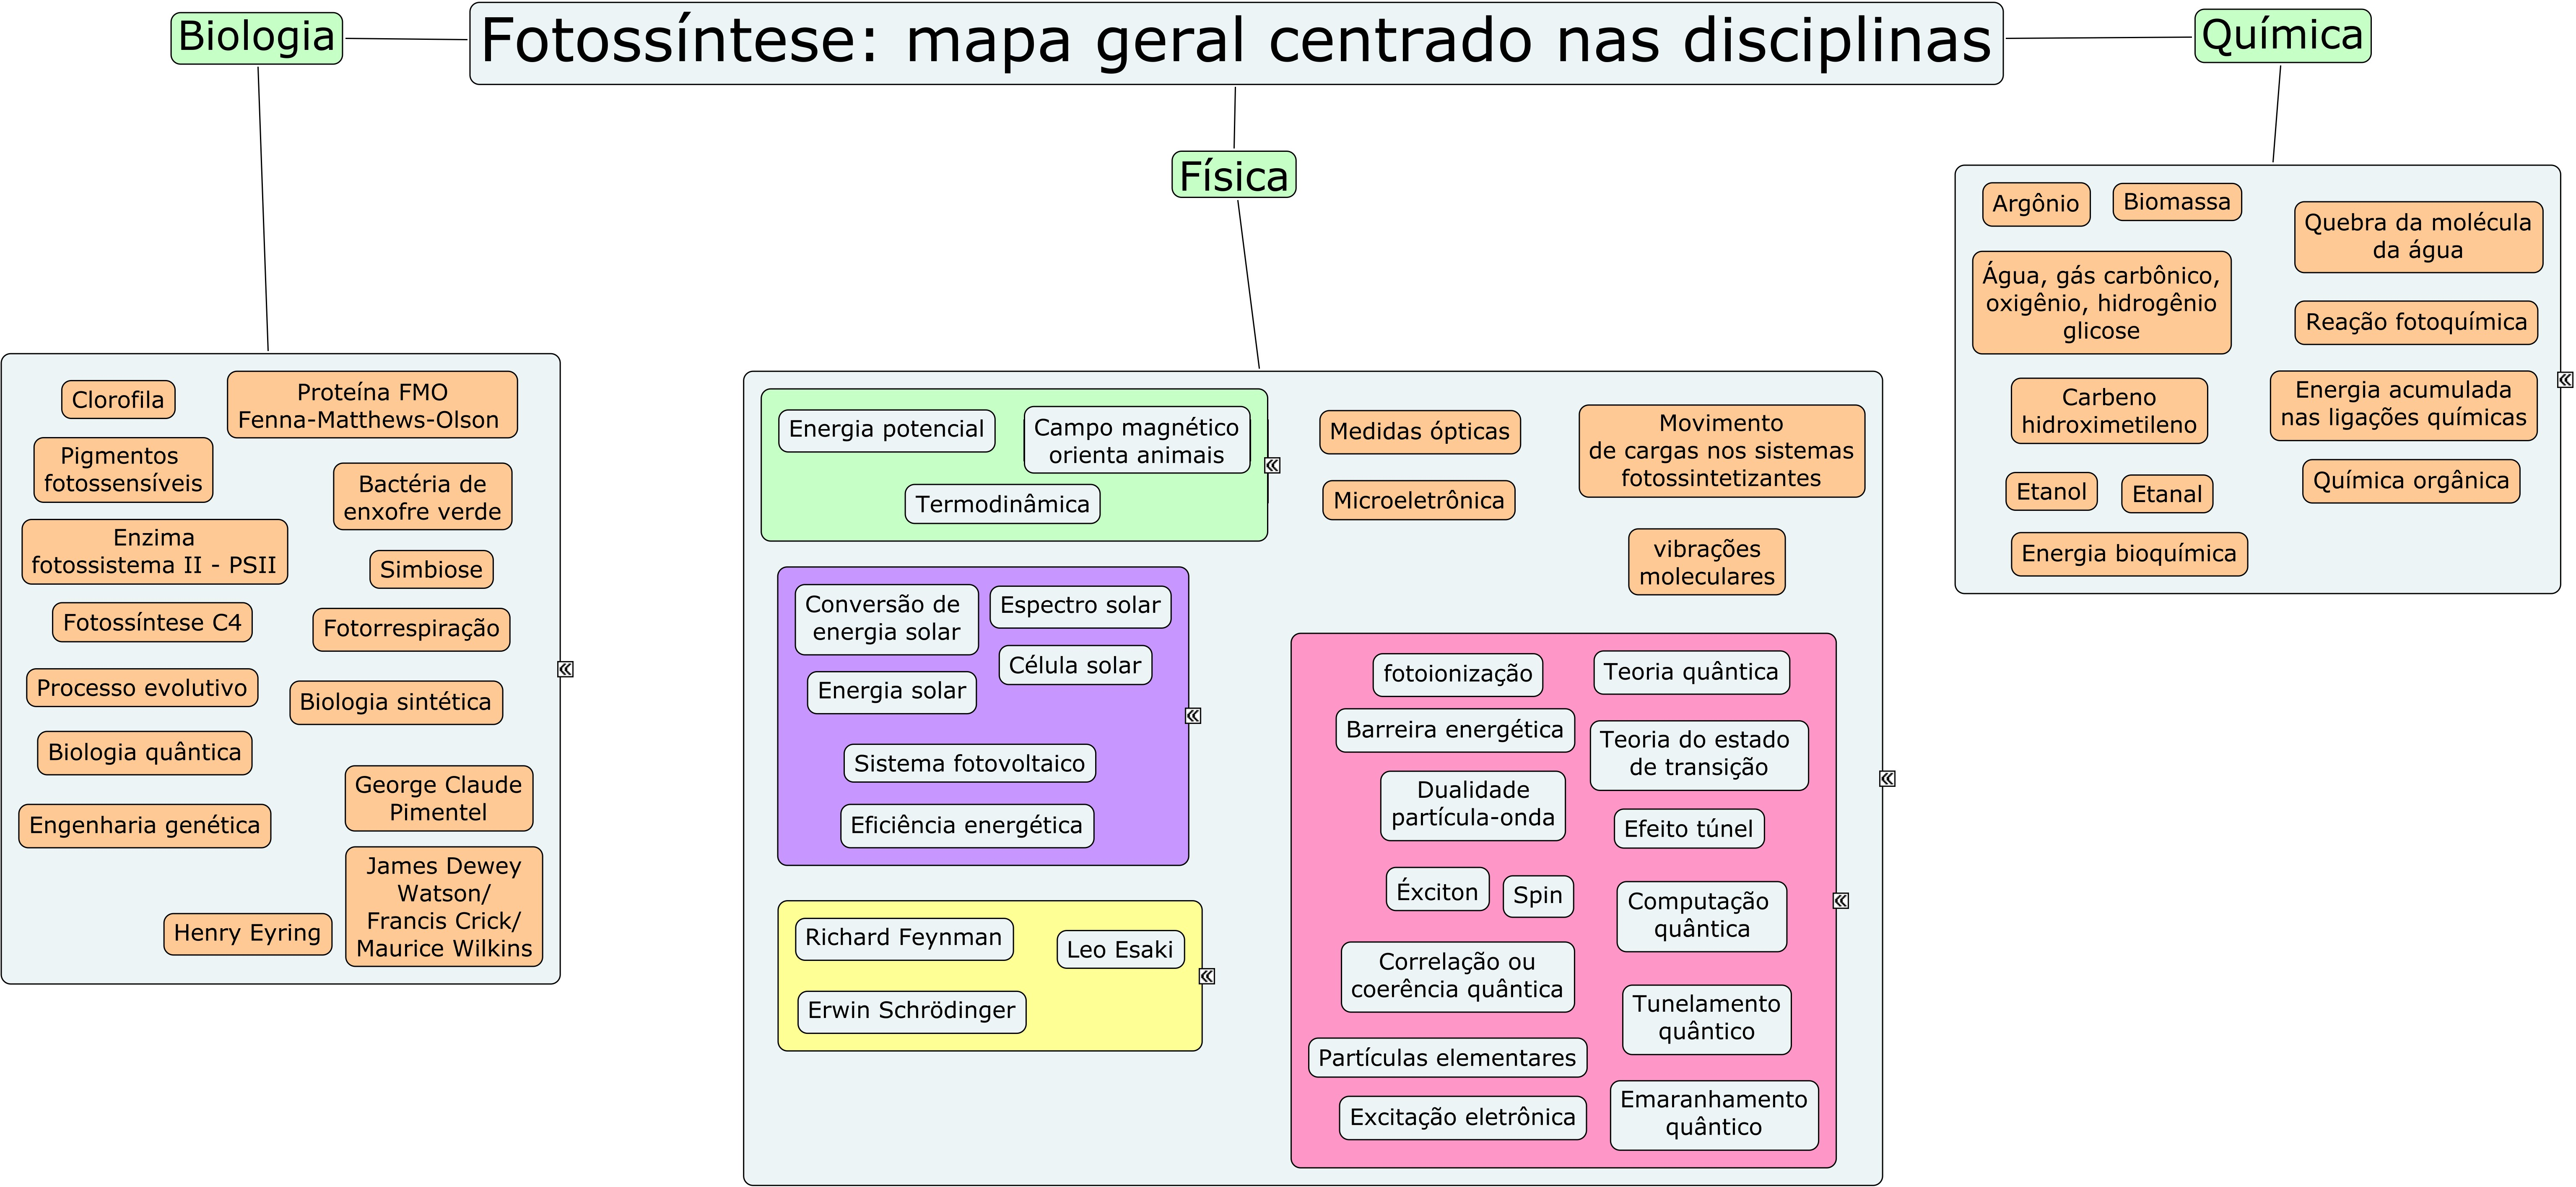 Biologia
Fotossíntese: mapa geral centrado nas disciplinas
Química
Física
Clorofila
Proteína FMO
Fenna-Matthews-Olson
Pigmentos
fotossensíveis
Bactéria de
enxofre verde
Enzima
fotossistema II - PSII
Simbiose
Fotossíntese C4
Fotorrespiração
Processo evolutivo
Biologia sintética
Biologia quântica
George Claude
Pimentel
Engenharia genética
James Dewey
Watson/
Francis Crick/
Maurice Wilkins
Henry Eyring
Energia potencial
Campo magnético
orienta animais
Termodinâmica
Medidas ópticas
Microeletrônica
Movimento
de cargas nos sistemas
fotossintetizantes
vibrações
moleculares
Conversão de
energia solar
Espectro solar
Célula solar
Energia solar
Sistema fotovoltaico
Eficiência energética
Richard Feynman
Leo Esaki
Erwin Schrödinger
fotoionização
Teoria quântica
Barreira energética
Teoria do estado
de transição
Dualidade
partícula-onda
Efeito túnel
Éxciton
Spin
Computação
quântica
Correlação ou
coerência quântica
Tunelamento
quântico
Partículas elementares
Excitação eletrônica
Emaranhamento
quântico
Argônio
Biomassa
Quebra da molécula
da água
Água, gás carbônico,
oxigênio, hidrogênio
glicose
Reação fotoquímica
Carbeno
hidroximetileno
Energia acumulada
nas ligações químicas
Etanol
Etanal
Química orgânica
Energia bioquímica